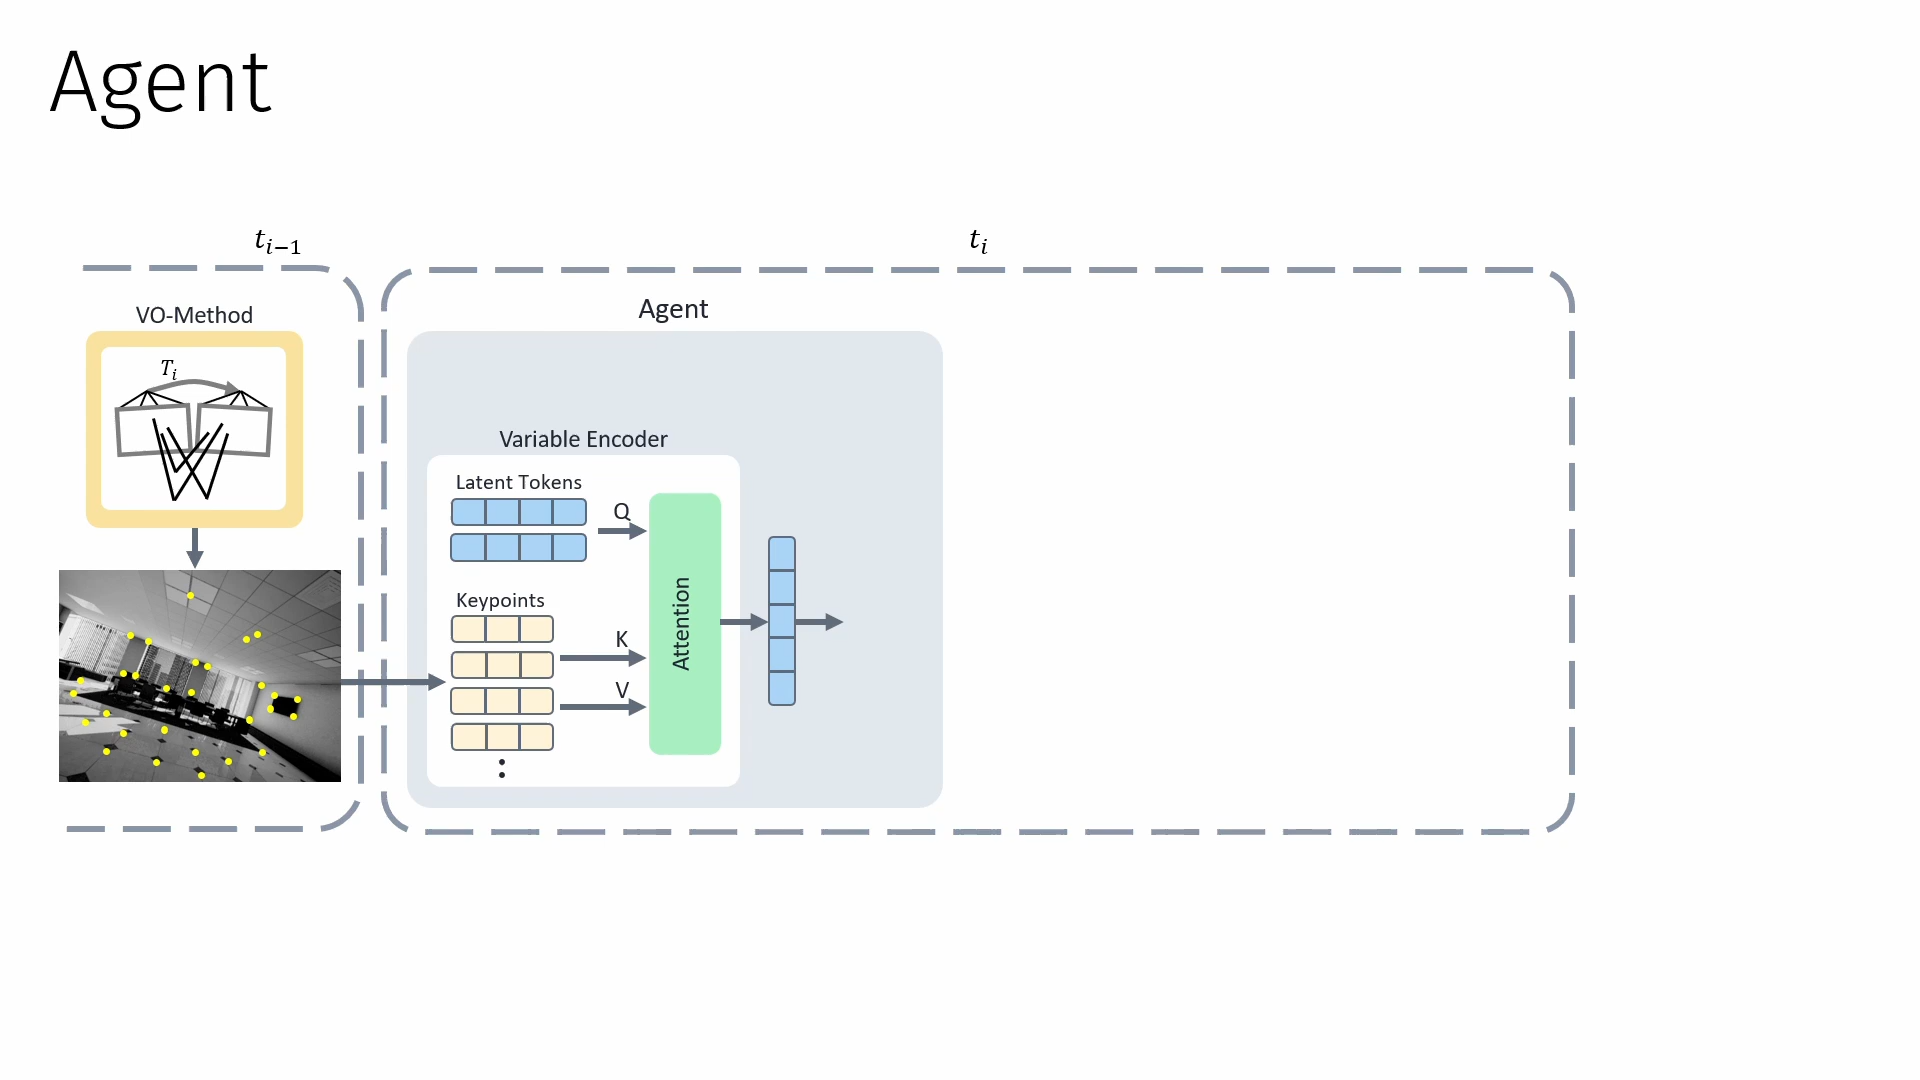 Agent
t_{i-1}
t_i
VO-Method
T_i
Agent
Variable Encoder
Latent Tokens
Q
Keypoints
K
V
Attention